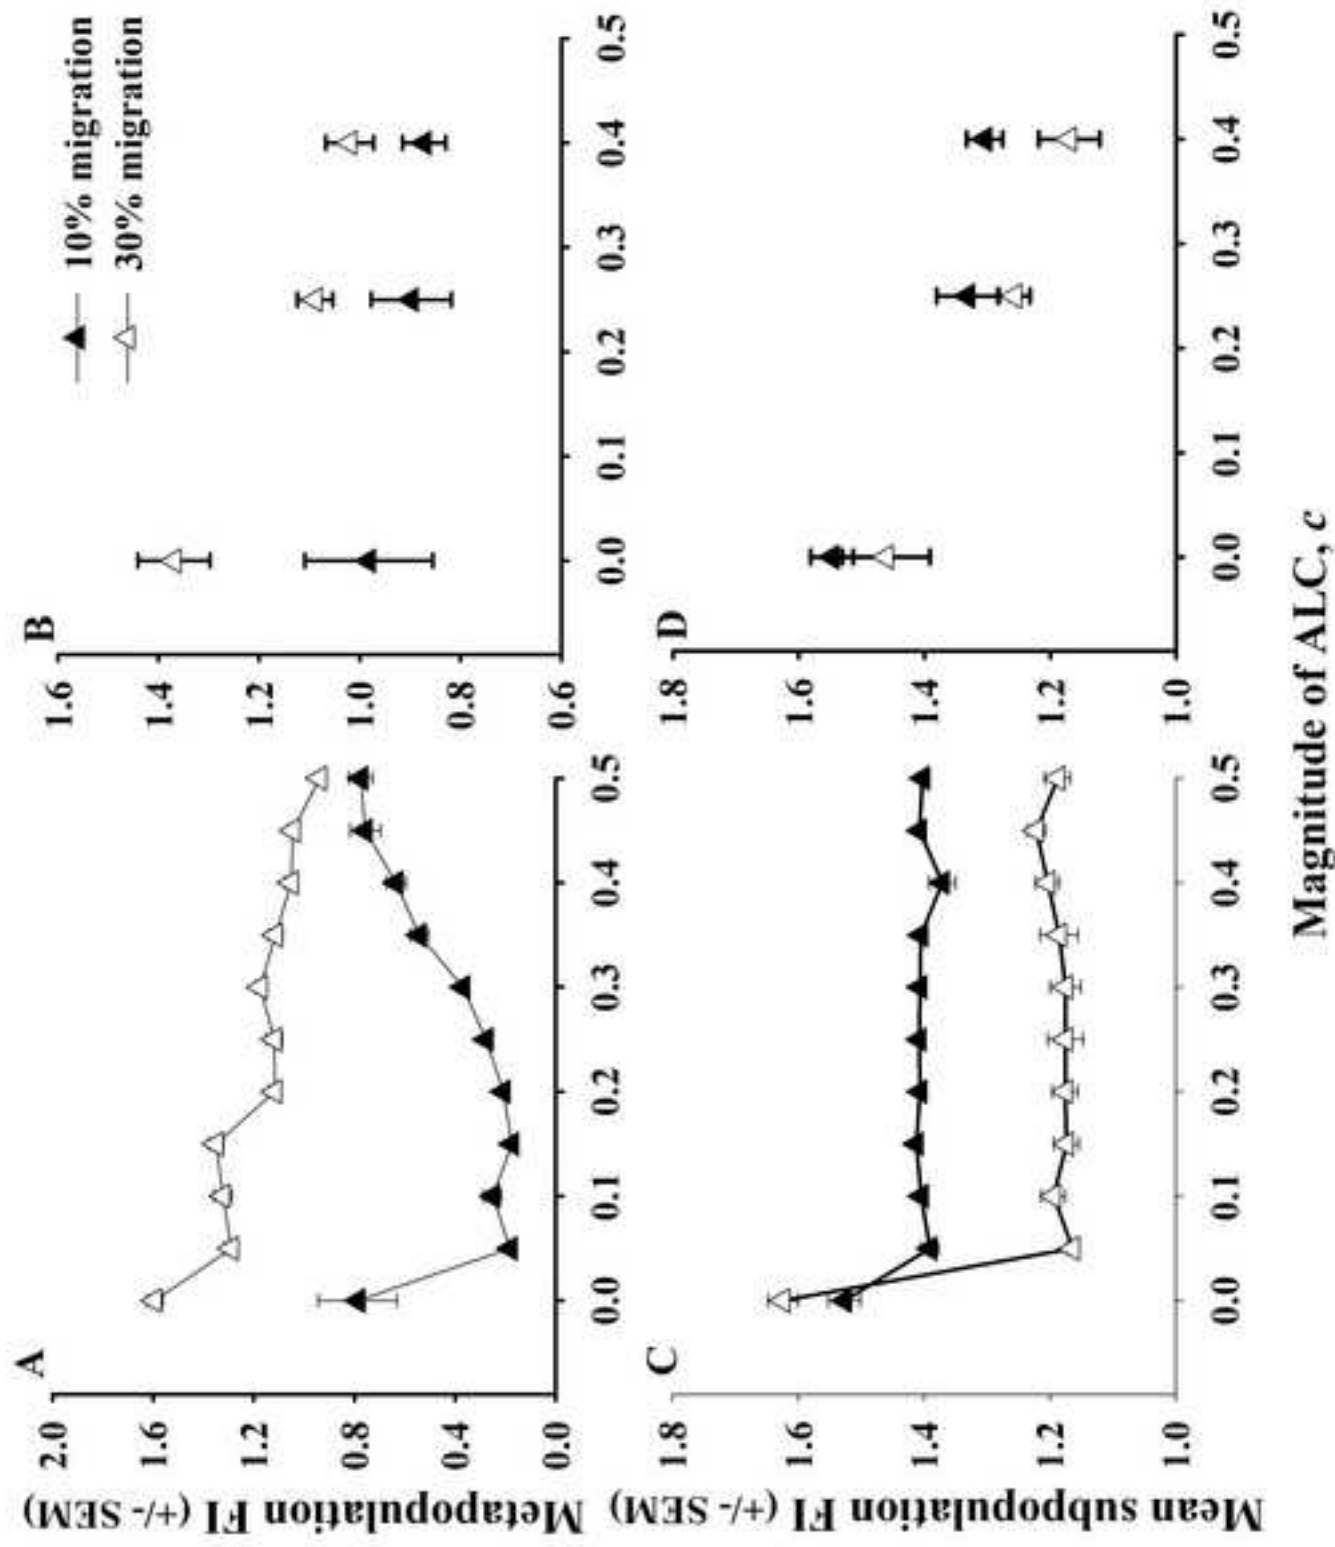 A
B
10% migration
30% migration
Metapopulation FI (+/- SEM)
2.0
1.6
1.2
0.8
0.4
0.0
0.0 0.1 0.2 0.3 0.4 0.5
1.6
1.4
1.2
1.0
0.8
0.6
0.0 0.1 0.2 0.3 0.4 0.5
C
D
Mean subpopulation FI (+/- SEM)
1.8
1.6
1.4
1.2
1.0
0.0 0.1 0.2 0.3 0.4 0.5
1.8
1.6
1.4
1.2
1.0
0.0 0.1 0.2 0.3 0.4 0.5
Magnitude of ALC, c